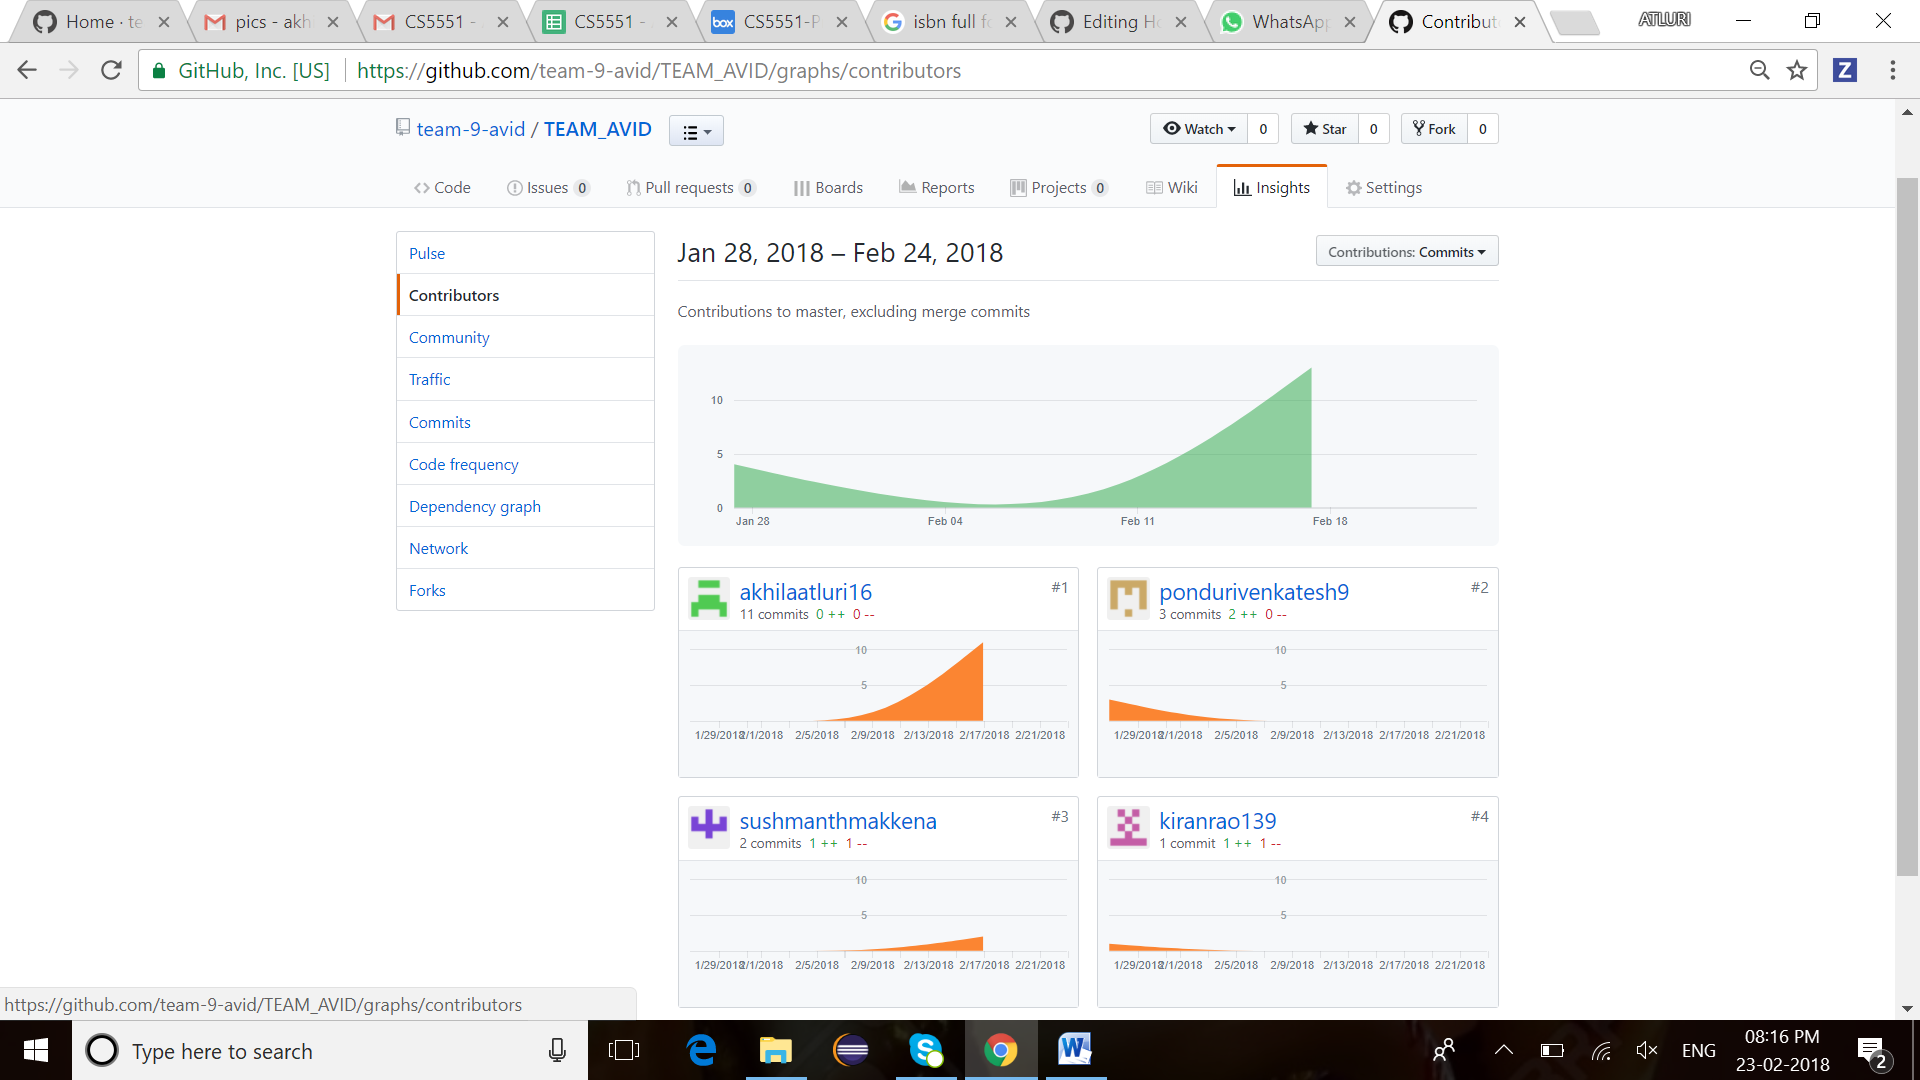 Home · te
pics - akh
CS5551 -
CS5551 -
box CS5551-P
isbn full fo
Editing Ho
WhatsApp
Contribut
ATLURI
GitHub, Inc. [US]
https://github.com/team-9-avid/TEAM_AVID/graphs/contributors
Z
team-9-avid / TEAM_AVID
Watch 0
Star 0
Fork 0
Code
Issues 0
Pull requests 0
Boards
Reports
Projects 0
Wiki
Insights
Settings
Pulse
Contributors
Community
Traffic
Commits
Code frequency
Dependency graph
Network
Forks
Jan 28, 2018 – Feb 24, 2018
Contributions: Commits
Contributions to master, excluding merge commits
10
5
0
Jan 28 Feb 04 Feb 11 Feb 18
akhilaatluri16 #1
11 commits 0 ++ 0 --
10
5
1/29/2018 2/1/2018 2/5/2018 2/9/2018 2/13/2018 2/17/2018 2/21/2018
pondurivenkatesh9 #2
3 commits 2 ++ 0 --
10
5
1/29/2018 2/1/2018 2/5/2018 2/9/2018 2/13/2018 2/17/2018 2/21/2018
sushmanthmakkena #3
2 commits 1 ++ 1 --
10
5
1/29/2018 2/1/2018 2/5/2018 2/9/2018 2/13/2018 2/17/2018 2/21/2018
kiranrao139 #4
1 commit 1 ++ 1 --
10
5
1/29/2018 2/1/2018 2/5/2018 2/9/2018 2/13/2018 2/17/2018 2/21/2018
https://github.com/team-9-avid/TEAM_AVID/graphs/contributors
Type here to search
ENG
08:16 PM
23-02-2018
2